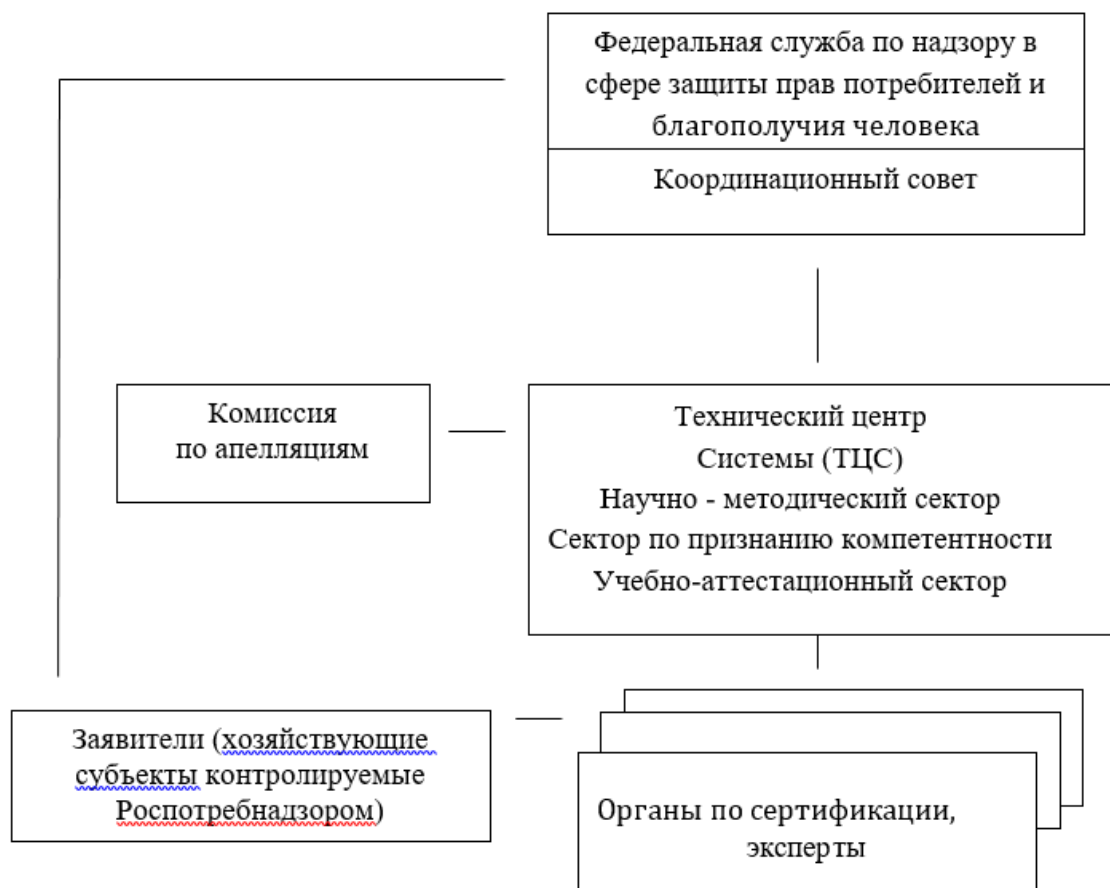 Федеральная служба по надзору в
сфере защиты прав потребителей и
благополучия человека
Координационный совет
Комиссия
по апелляциям
Технический центр
Системы (ТЦС)
Научно - методический сектор
Сектор по признанию компетентности
Учебно-аттестационный сектор
Заявители (хозяйствующие
субъекты контролируемые
Роспотребнадзором)
Органы по сертификации,
эксперты